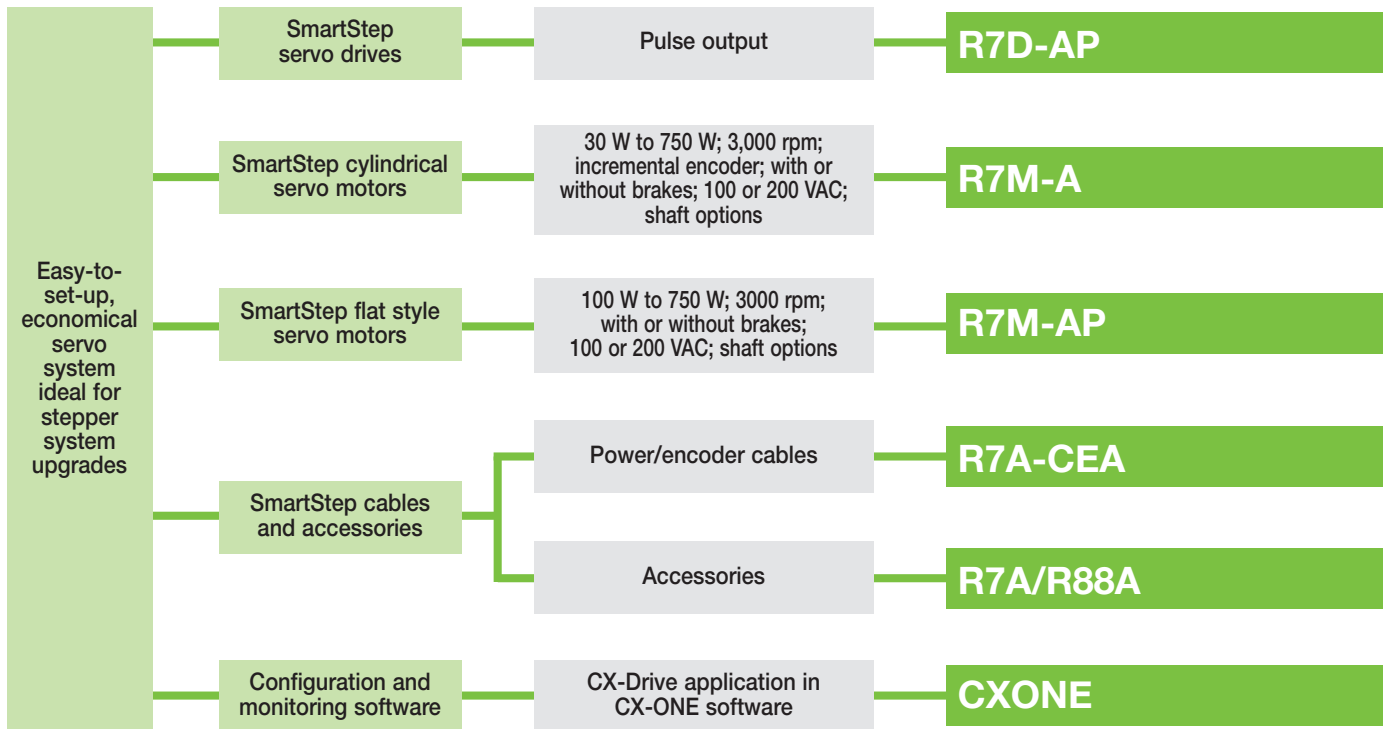 Easy-to-
set-up,
economical
servo
system
ideal for
stepper
system
upgrades
SmartStep
servo drives
Pulse output
R7D-AP
SmartStep cylindrical
servo motors
30 W to 750 W; 3,000 rpm;
incremental encoder; with or
without brakes; 100 or 200 VAC;
shaft options
R7M-A
SmartStep flat style
servo motors
100 W to 750 W; 3000 rpm;
with or without brakes;
100 or 200 VAC; shaft options
R7M-AP
SmartStep cables
and accessories
Power/encoder cables
R7A-CEA
Accessories
R7A/R88A
Configuration and
monitoring software
CX-Drive application in
CX-ONE software
CXONE